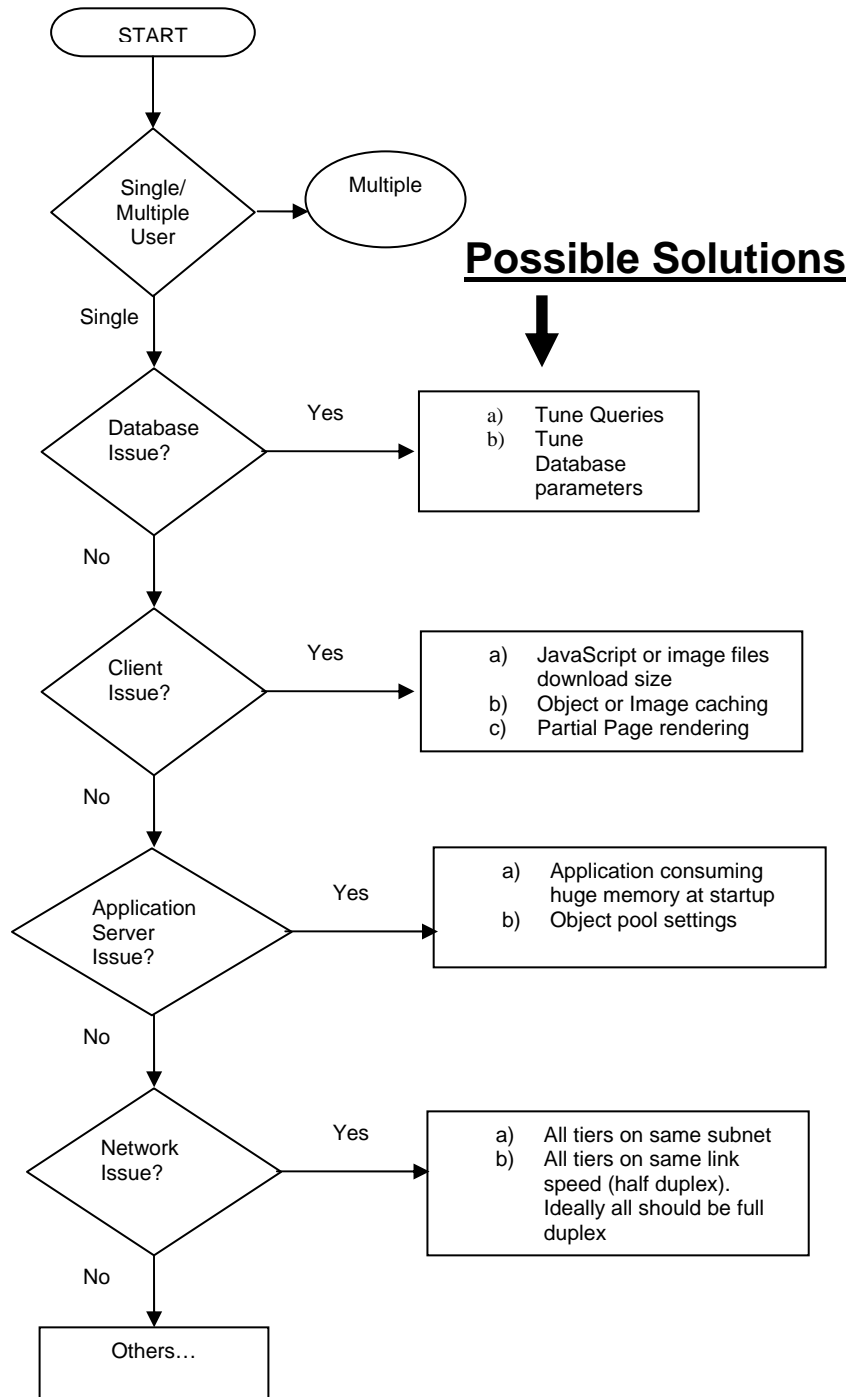 START
Single/
Multiple
User
Multiple
Possible Solutions
Single
Database
Issue?
Yes
a) Tune Queries
b) Tune
Database
parameters
No
Client
Issue?
Yes
a) JavaScript or image files
download size
b) Object or Image caching
c) Partial Page rendering
No
Application
Server
Issue?
Yes
a) Application consuming
huge memory at startup
b) Object pool settings
No
Network
Issue?
Yes
a) All tiers on same subnet
b) All tiers on same link
speed (half duplex).
Ideally all should be full
duplex
No
Others…